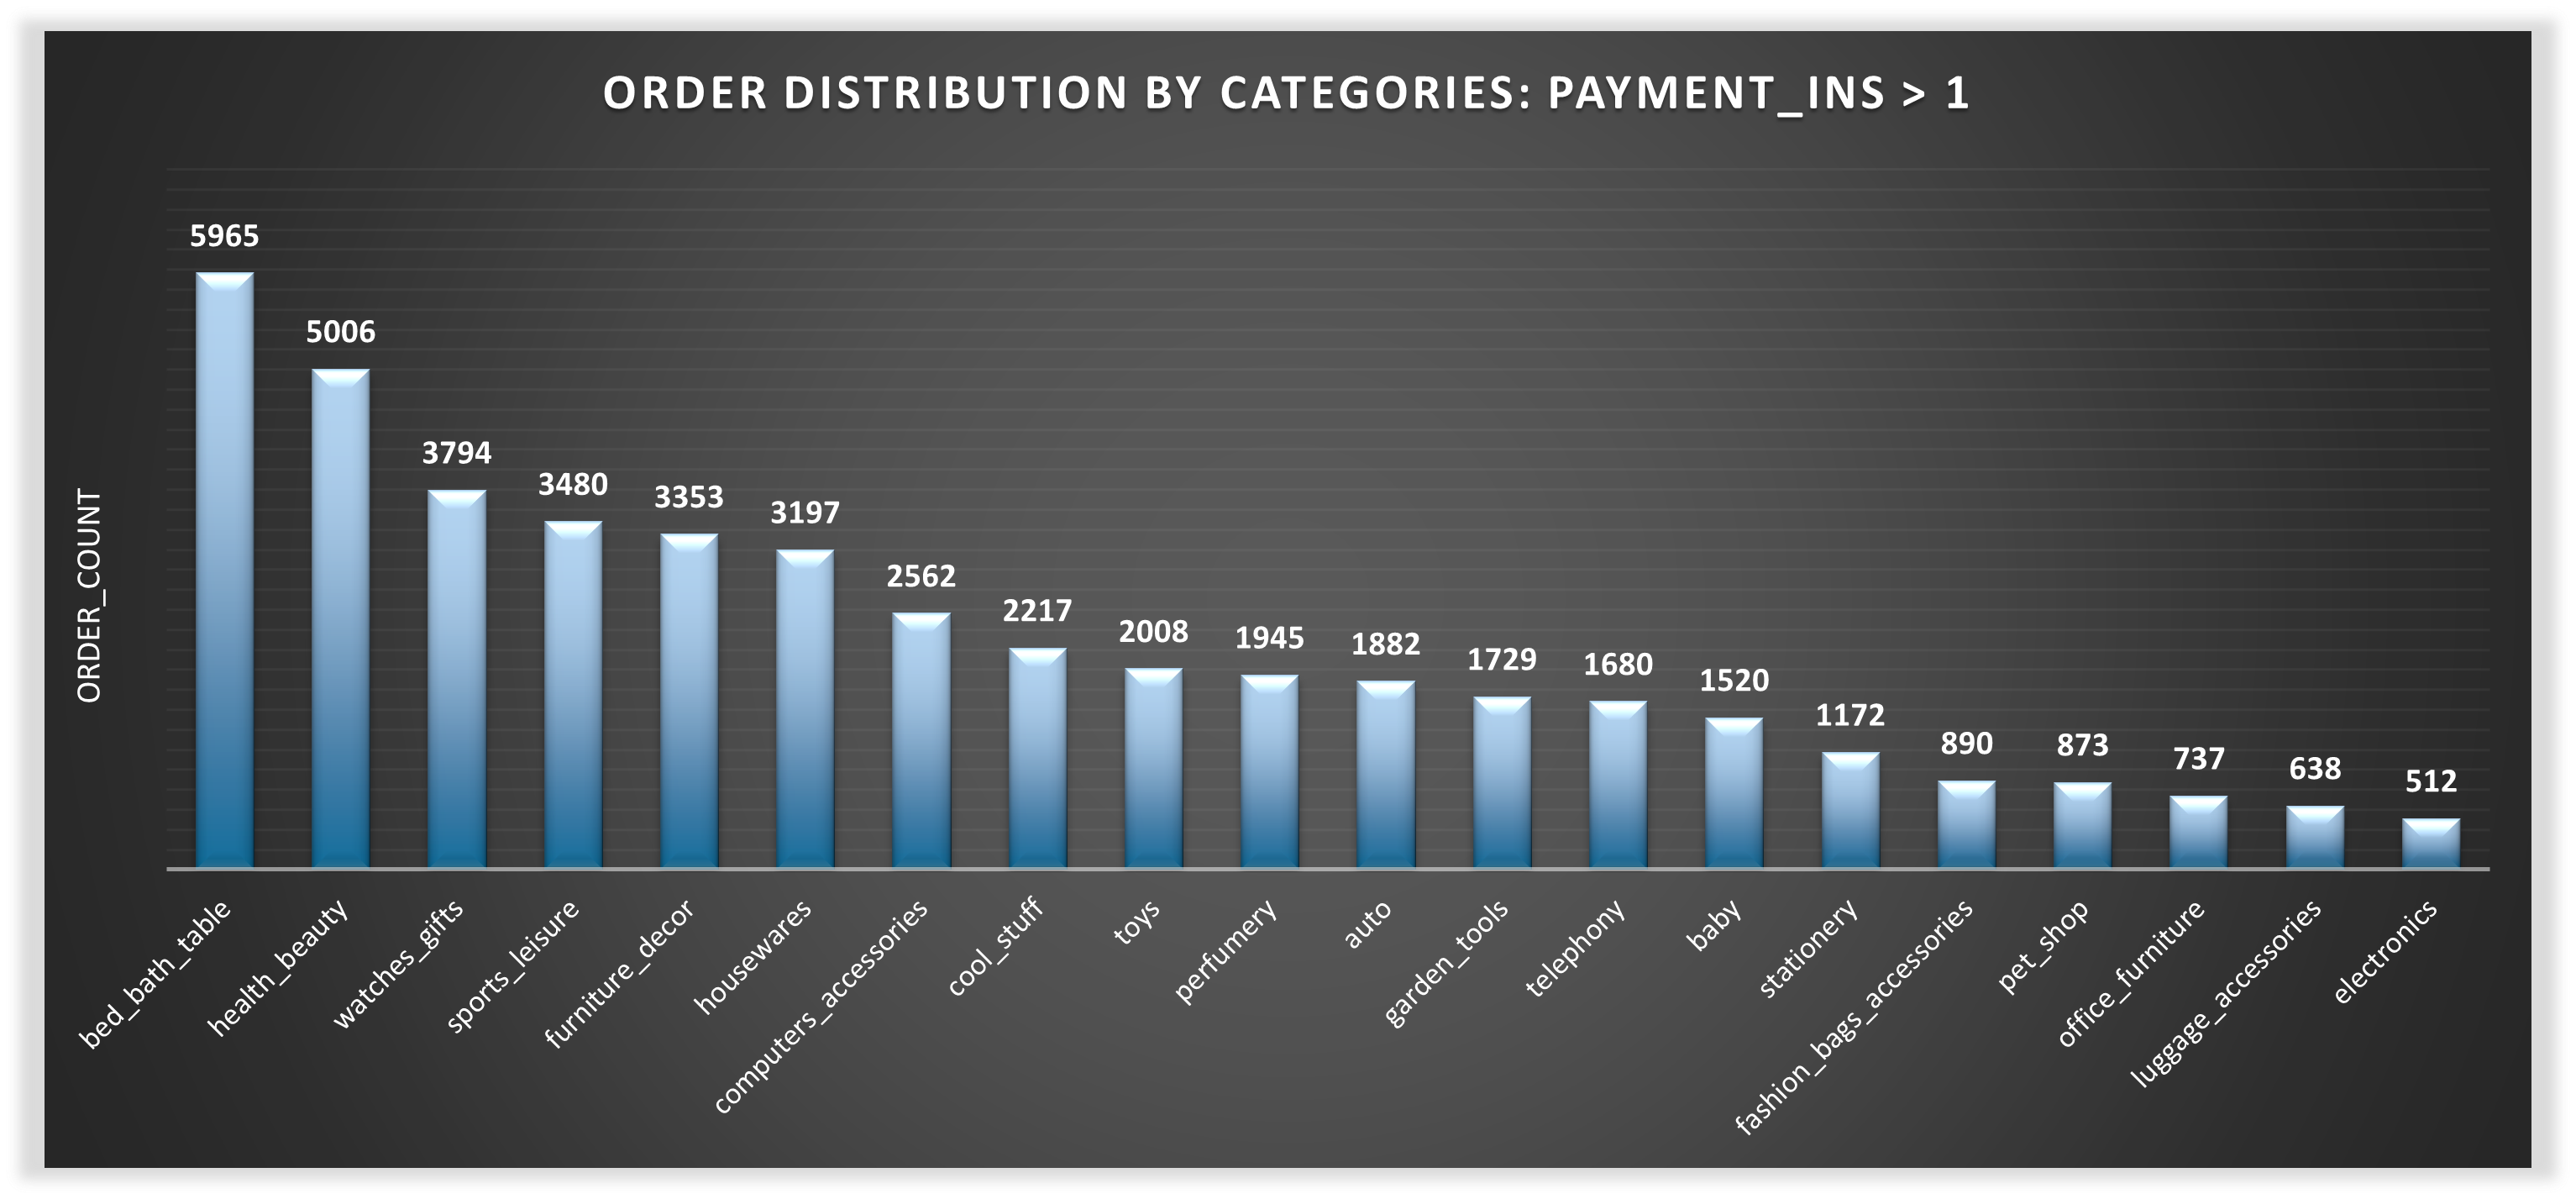 ORDER DISTRIBUTION BY CATEGORIES: PAYMENT_INS > 1
ORDER_COUNT
5965
5006
3794
3480
3353
3197
2562
2217
2008
1945
1882
1729
1680
1520
1172
890
873
737
638
512
bed_bath_table
health_beauty
watches_gifts
sports_leisure
furniture_decor
housewares
computers_accessories
cool_stuff
toys
perfumery
auto
garden_tools
telephony
baby
stationery
fashion_bags_accessories
pet_shop
office_furniture
luggage_accessories
electronics